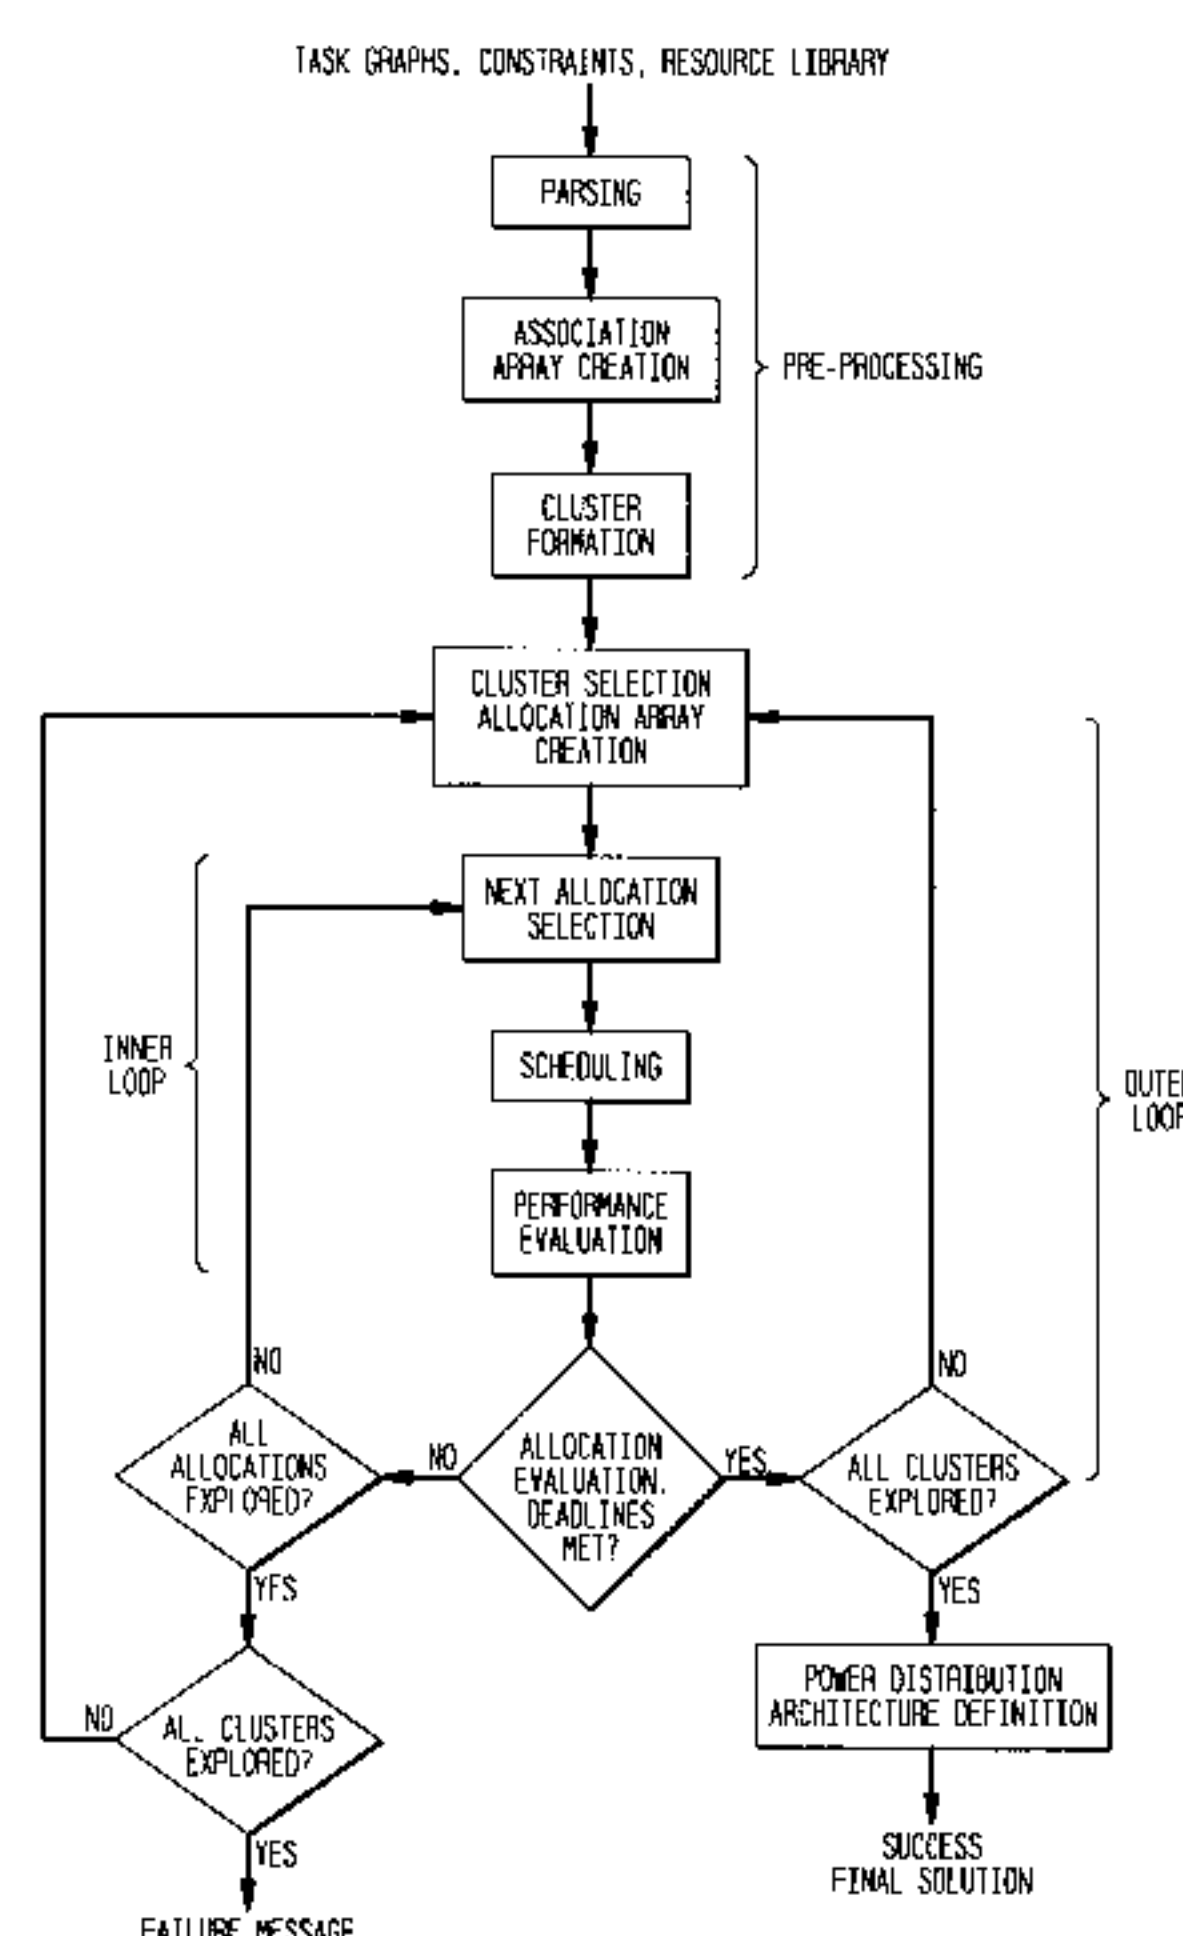 TASK GRAPHS, CONSTRAINTS, RESOURCE LIBRARY
PARSING
ASSOCIATION
ARRAY CREATION
PRE-PROCESSING
CLUSTER
FORMATION
CLUSTER SELECTION
ALLOCATION ARRAY
CREATION
NEXT ALLOCATION
SELECTION
INNER
LOOP
SCHEDULING
OUTE
LOOP
PERFORMANCE
EVALUATION
NO
NO
ALL
ALLOCATIONS
EXPLORED?
NO
ALLOCATION
EVALUATION.
DEADLINES
MET?
YES
ALL CLUSTERS
EXPLORED?
YES
YES
NO
ALL CLUSTERS
EXPLORED?
POWER DISTRIBUTION
ARCHITECTURE DEFINITION
YES
SUCCESS
FINAL SOLUTION
FAILURE MESSAGE